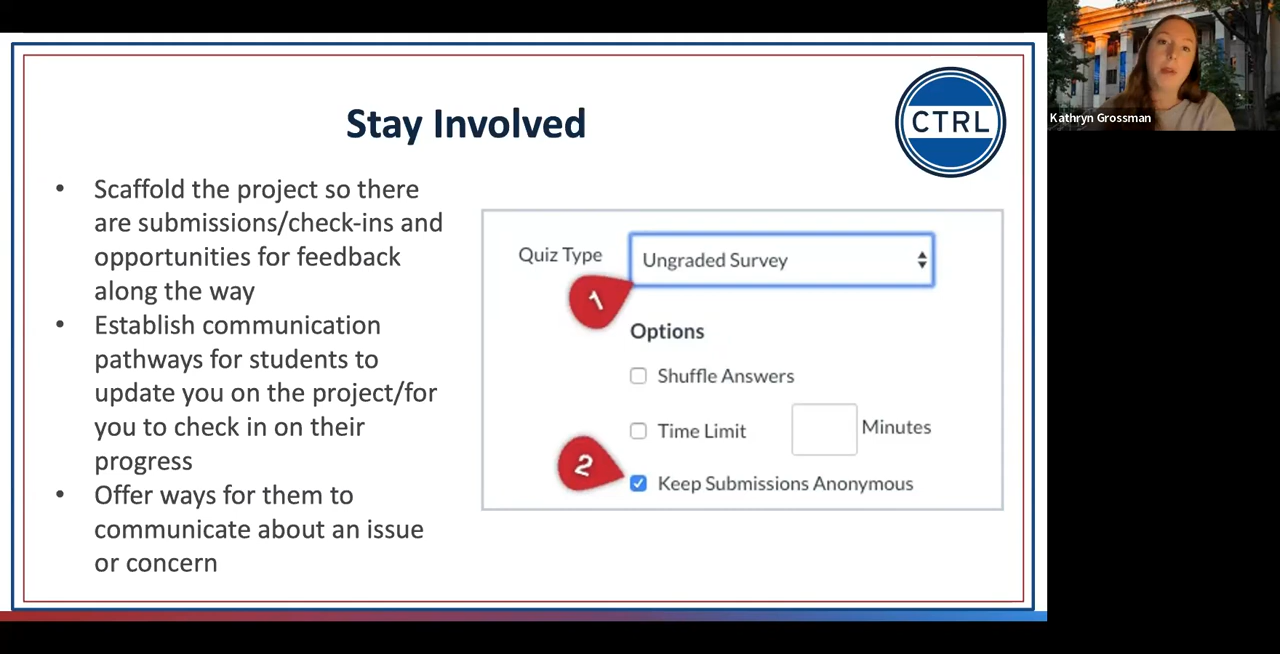 Stay Involved
CTRL
Kathryn Grossman
• Scaffold the project so there
are submissions/check-ins and
opportunities for feedback
along the way
• Establish communication
pathways for students to
update you on the project/for
you to check in on their
progress
• Offer ways for them to
communicate about an issue
or concern
Quiz Type
Ungraded Survey
1
Options
Shuffle Answers
Time Limit
Minutes
2
Keep Submissions Anonymous